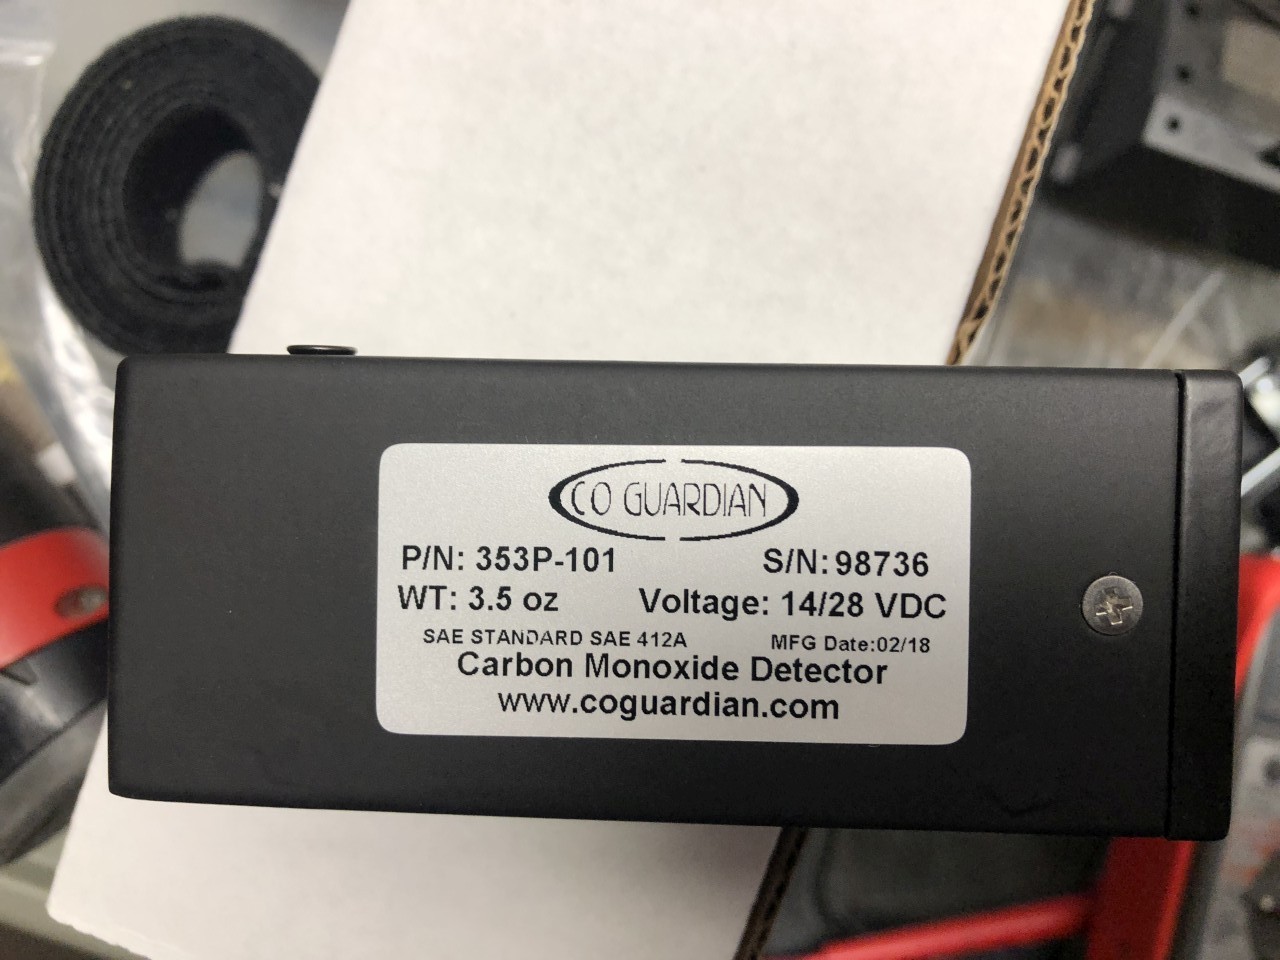 CO GUARDIAN
P/N: 353P-101 S/N: 98736
WT: 3.5 oz Voltage: 14/28 VDC
SAE STANDARD SAE 412A MFG Date:02/18
Carbon Monoxide Detector
www.coguardian.com